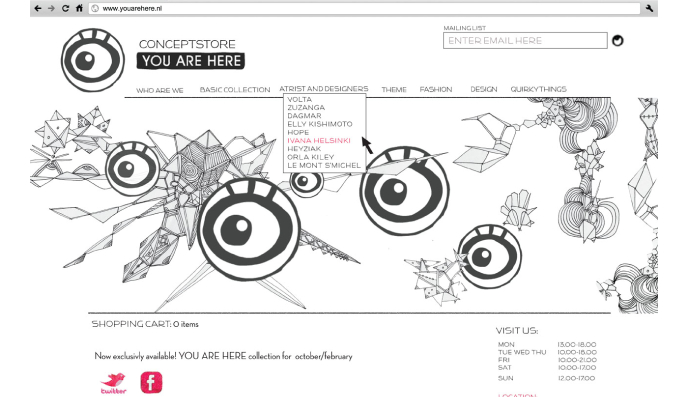 www.youarehere.nl
MAILINGLIST
CONCEPTSTORE
ENTER EMAIL HERE
YOU ARE HERE
WHO ARE WE BASIC COLLECTION ATRIST AND DESIGNERS THEME FASHION DESIGN QUIRKYTHINGS
VOLTA
ZUZANGA
DAGMAR
ELLY KISHIMOTO
HOPE
IVANA HELSINKI
HEYZIAK
ORLA KILEY
LE MONT S'MICHEL
SHOPPING CART: 0 items
VISIT US:
MON 13.00-18.00
TUE WED THU 10.00-18.00
FRI 10.00-21.00
SAT 10.00-17.00
SUN 12.00-17.00
Now exclusivly available! YOU ARE HERE collection for october/february
twitter
f
LOCATION